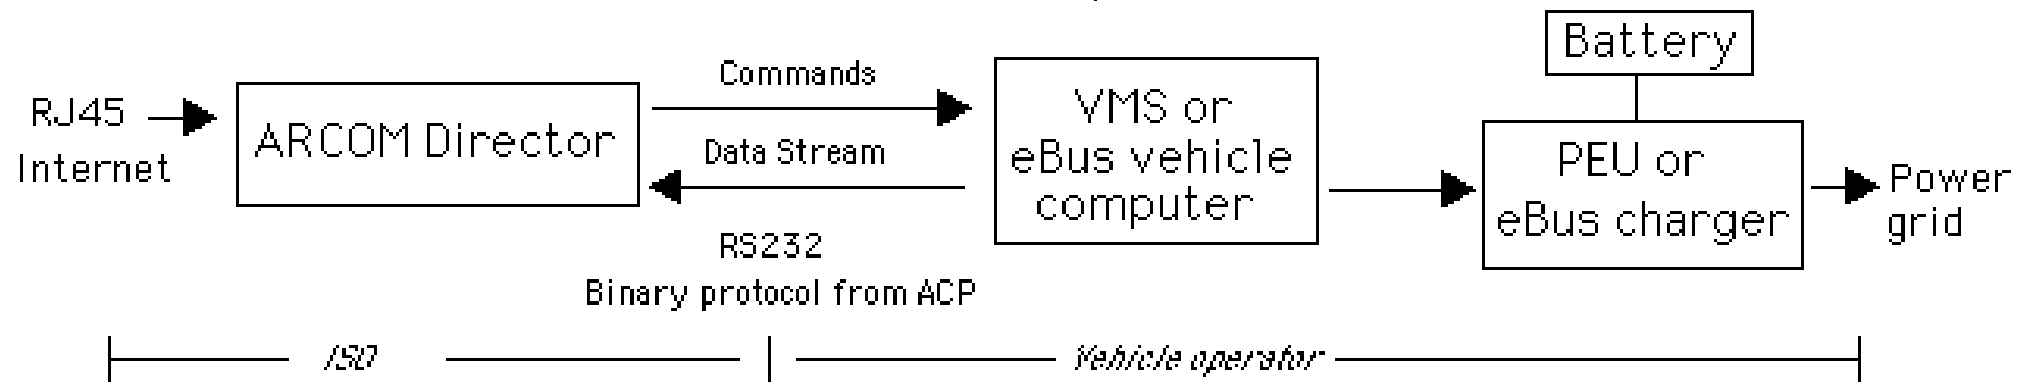 RJ45
Internet
ARCOM Director
Commands
Data Stream
RS232
Binary protocol from ACP
VMS or
eBus vehicle
computer
Battery
PEU or
eBus charger
Power
grid
ISO
Vehicle operator